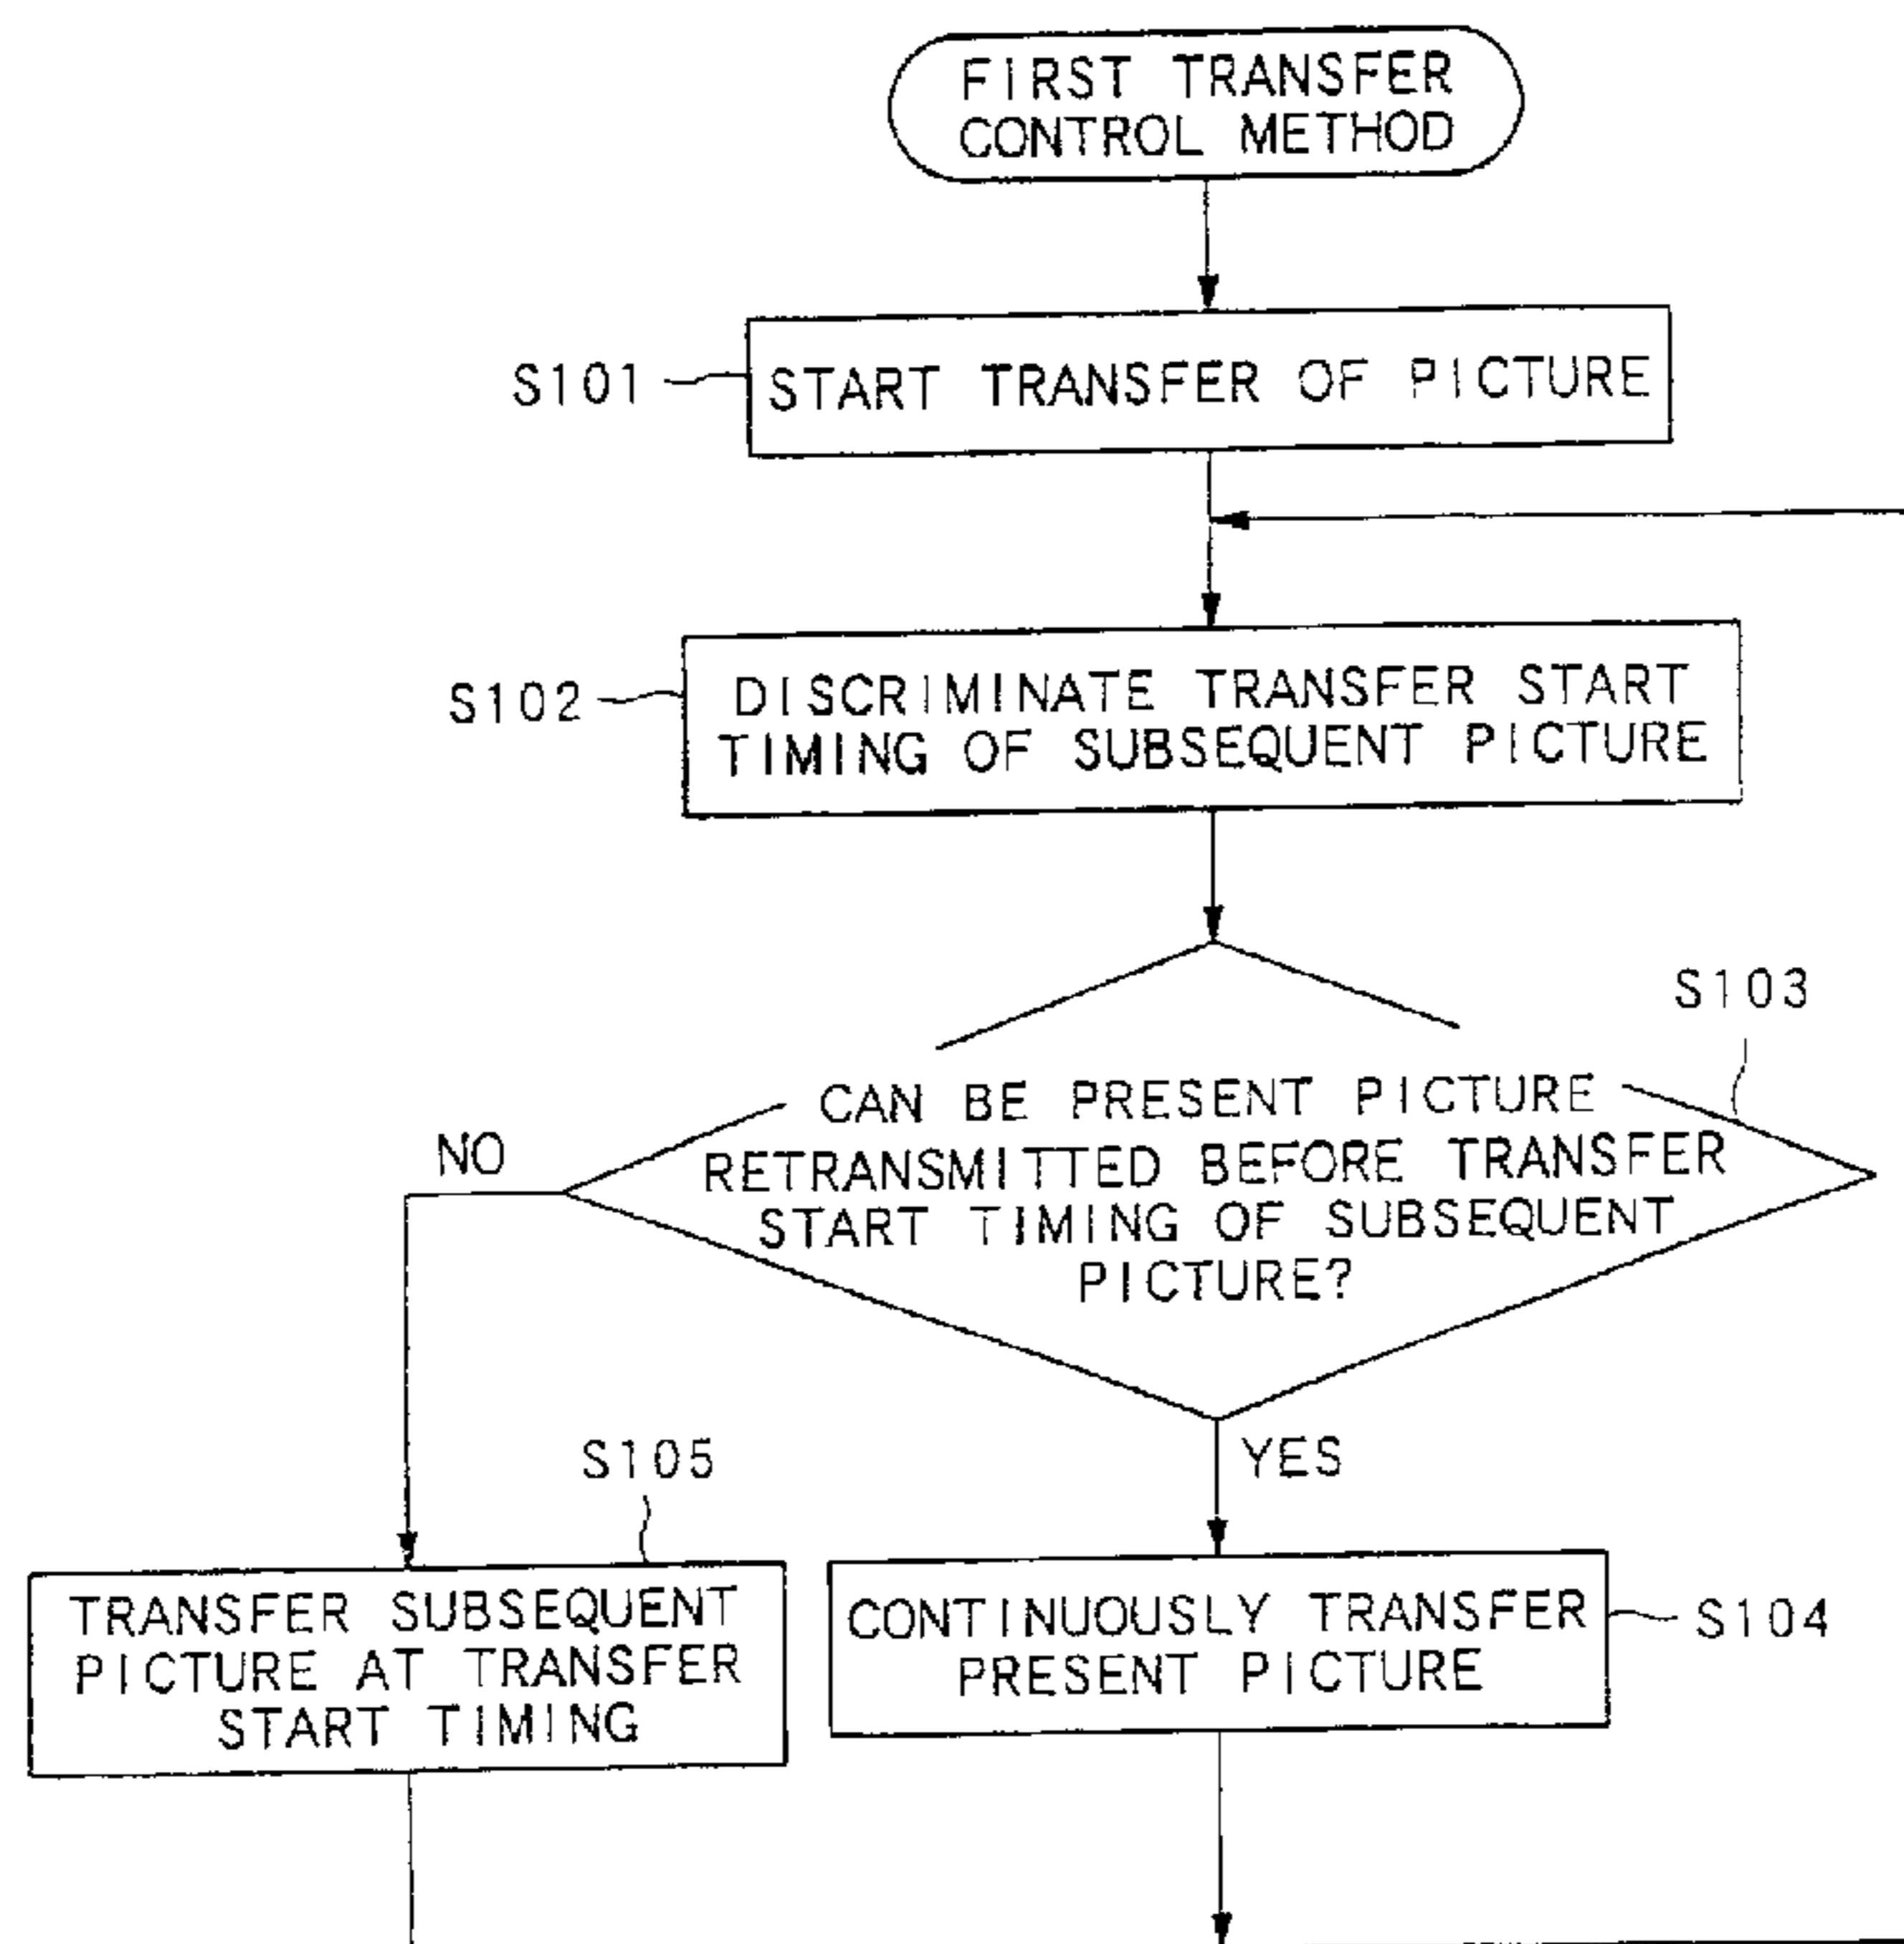 FIRST TRANSFER
CONTROL METHOD
S101
START TRANSFER OF PICTURE
S102
DISCRIMINATE TRANSFER START
TIMING OF SUBSEQUENT PICTURE
S103
CAN BE PRESENT PICTURE
RETRANSMITTED BEFORE TRANSFER
START TIMING OF SUBSEQUENT
PICTURE?
NO
YES
S105
TRANSFER SUBSEQUENT
PICTURE AT TRANSFER
START TIMING
CONTINUOUSLY TRANSFER
PRESENT PICTURE
S104